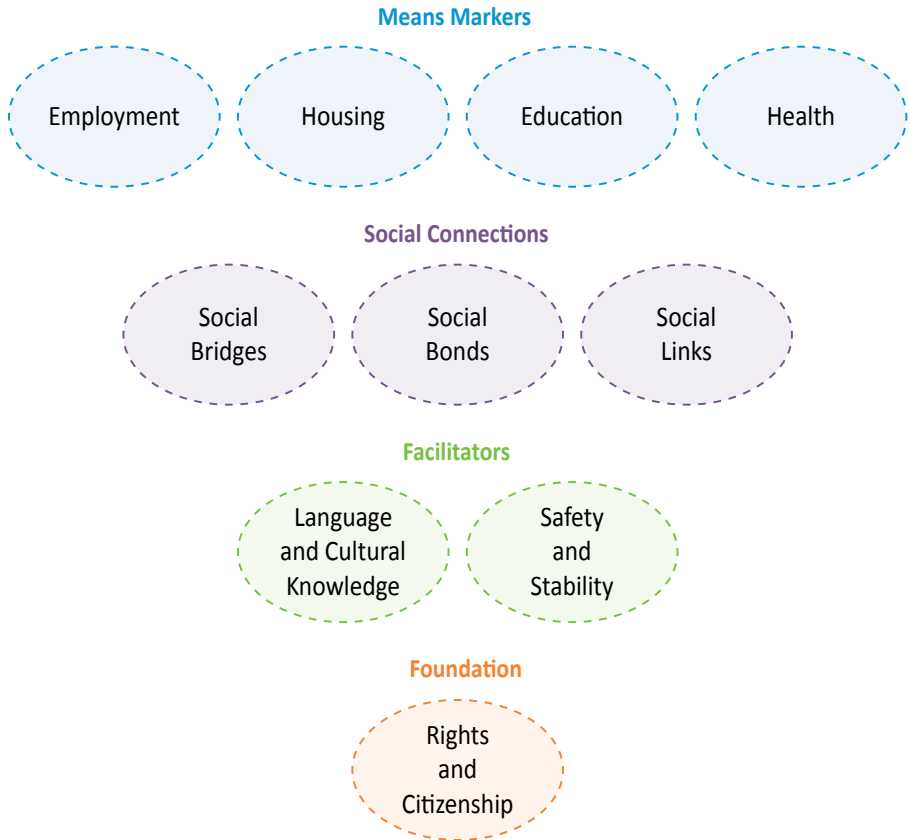 Means Markers
Employment
Housing
Education
Health
Social Connections
Social
Bridges
Social
Bonds
Social
Links
Facilitators
Language
and Cultural
Knowledge
Safety
and
Stability
Foundation
Rights
and
Citizenship